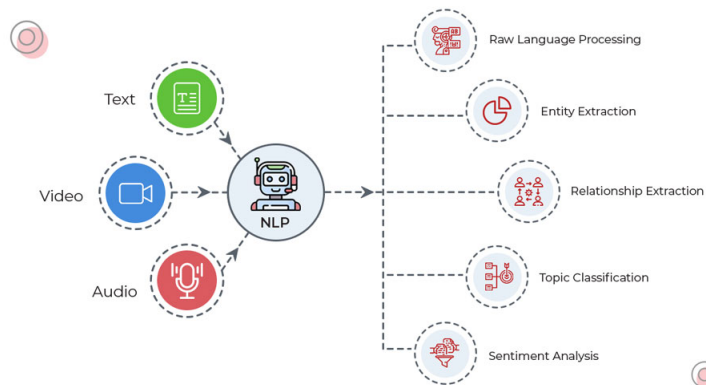 Text
Video
Audio
NLP
Raw Language Processing
Entity Extraction
Relationship Extraction
Topic Classification
Sentiment Analysis